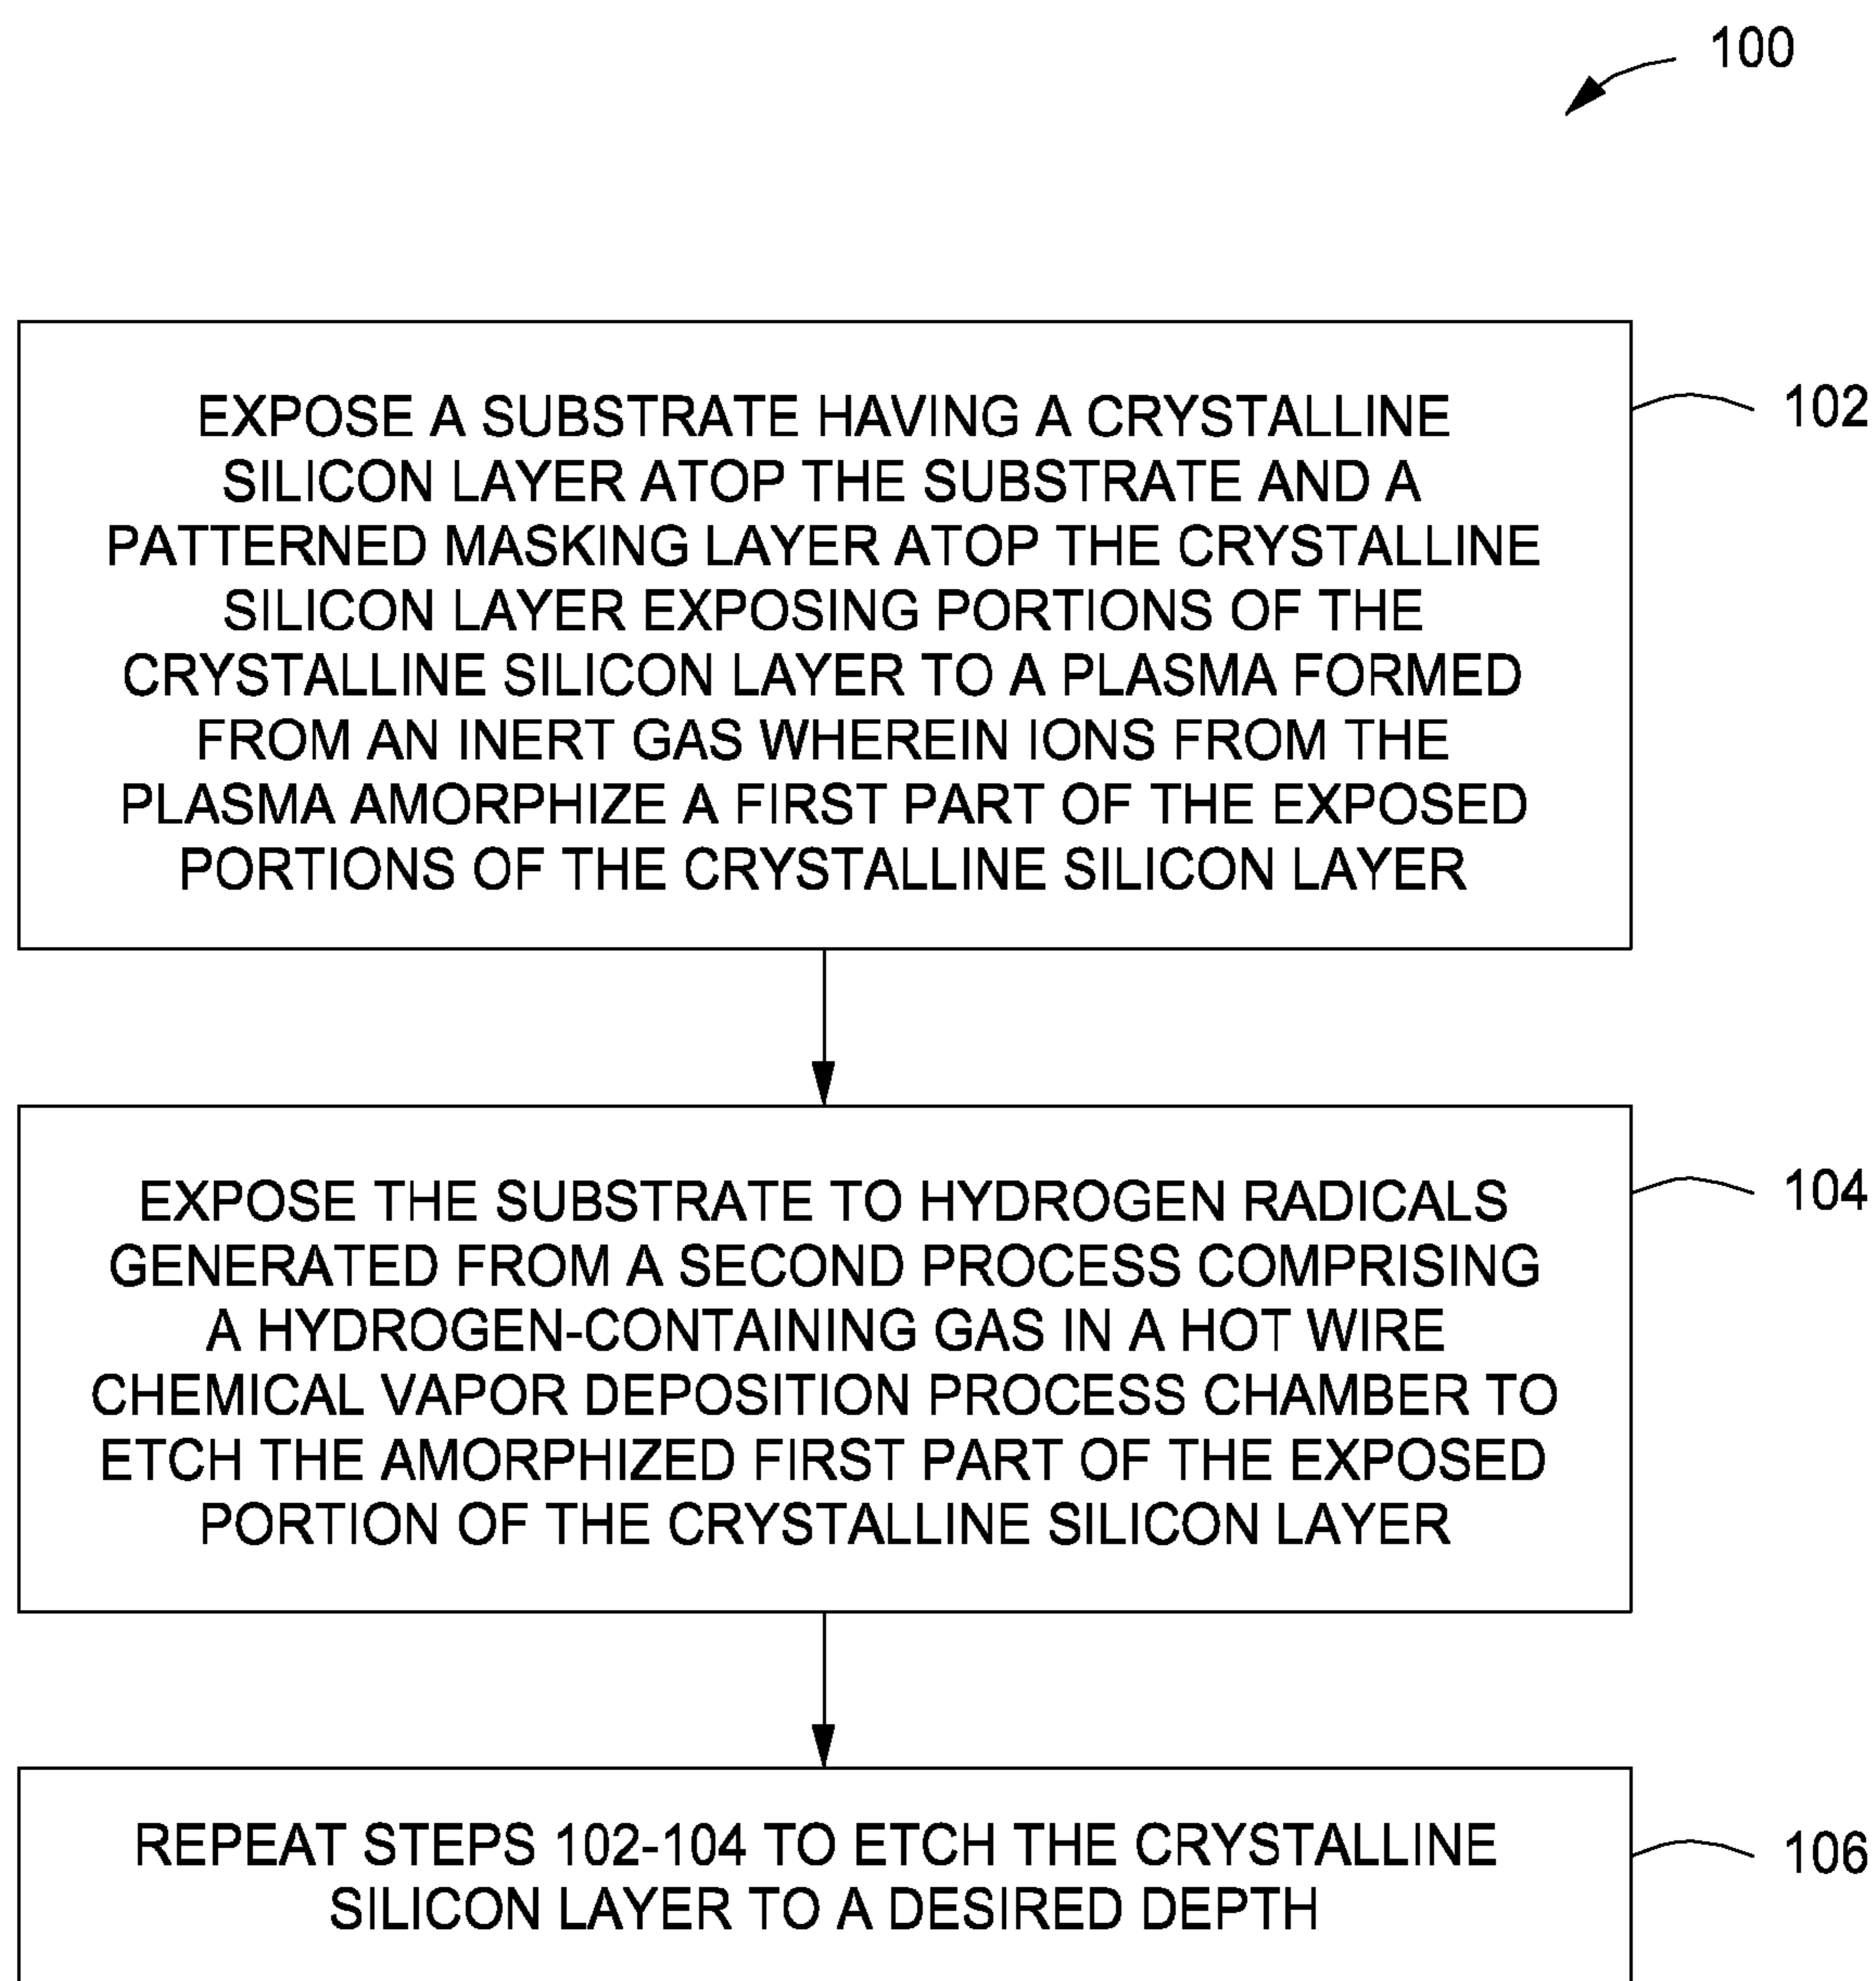 100
EXPOSE A SUBSTRATE HAVING A CRYSTALLINE
SILICON LAYER ATOP THE SUBSTRATE AND A
PATTERNED MASKING LAYER ATOP THE CRYSTALLINE
SILICON LAYER EXPOSING PORTIONS OF THE
CRYSTALLINE SILICON LAYER TO A PLASMA FORMED
FROM AN INERT GAS WHEREIN IONS FROM THE
PLASMA AMORPHIZE A FIRST PART OF THE EXPOSED
PORTIONS OF THE CRYSTALLINE SILICON LAYER
102
EXPOSE THE SUBSTRATE TO HYDROGEN RADICALS
GENERATED FROM A SECOND PROCESS COMPRISING
A HYDROGEN-CONTAINING GAS IN A HOT WIRE
CHEMICAL VAPOR DEPOSITION PROCESS CHAMBER TO
ETCH THE AMORPHIZED FIRST PART OF THE EXPOSED
PORTION OF THE CRYSTALLINE SILICON LAYER
104
REPEAT STEPS 102-104 TO ETCH THE CRYSTALLINE
SILICON LAYER TO A DESIRED DEPTH
106